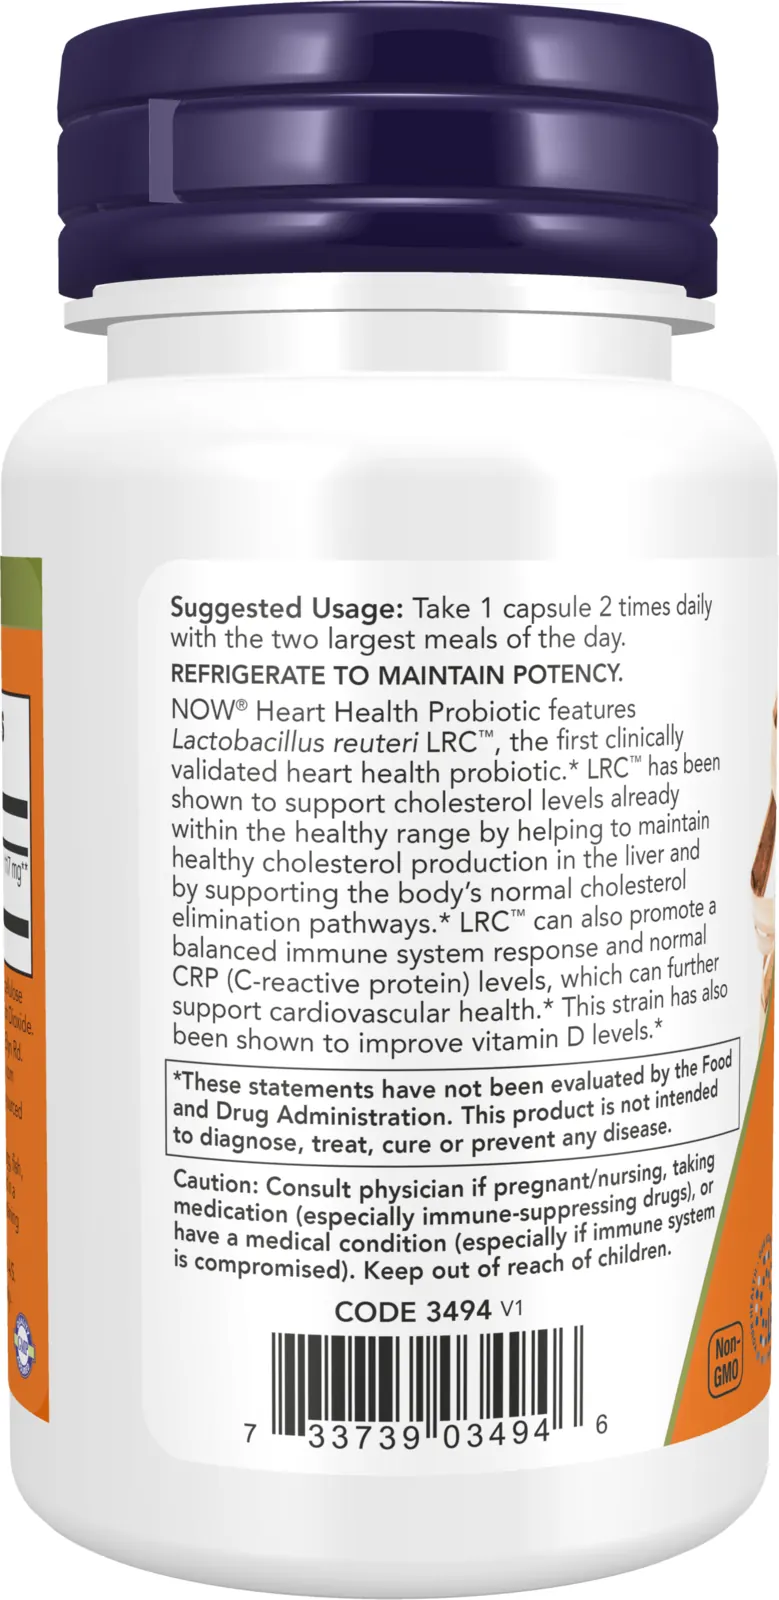 Suggested Usage: Take 1 capsule 2 times daily
with the two largest meals of the day.
REFRIGERATE TO MAINTAIN POTENCY.
NOW® Heart Health Probiotic features
Lactobacillus reuteri LRC™, the first clinically
validated heart health probiotic.* LRC™ has been
shown to support cholesterol levels already
within the healthy range by helping to maintain
healthy cholesterol production in the liver and
by supporting the body's normal cholesterol
elimination pathways.* LRC™ can also promote a
balanced immune system response and normal
CRP (C-reactive protein) levels, which can further
support cardiovascular health.* This strain has also
been shown to improve vitamin D levels.*
*These statements have not been evaluated by the Food
and Drug Administration. This product is not intended
to diagnose, treat, cure or prevent any disease.
Caution: Consult physician if pregnant/nursing, taking
medication (especially immune-suppressing drugs), or
have a medical condition (especially if immune system
is compromised). Keep out of reach of children.
CODE 3494 V1
7 33739 03494 6
Non-
GMO